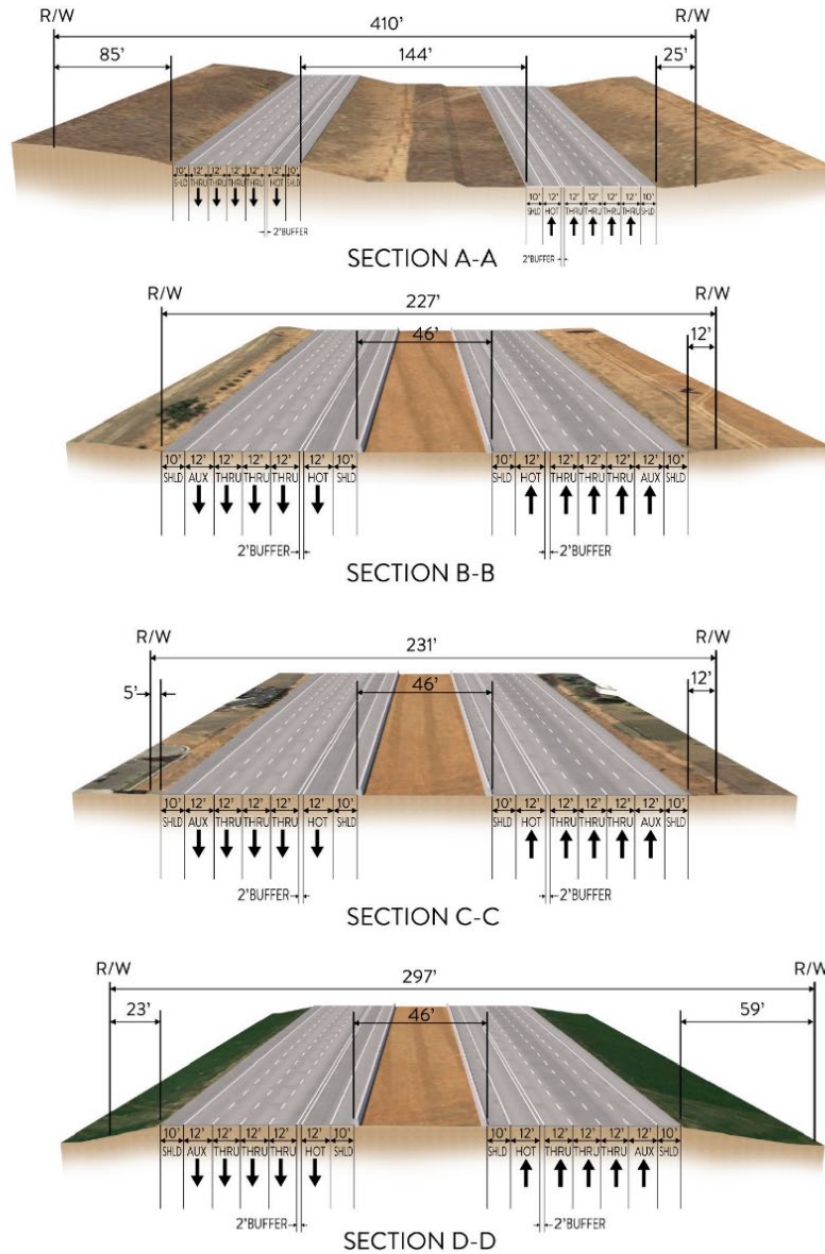 R/W R/W
410'
85' 144' 25'
10' 12' 12' 12' 12' 12' 10'
SHLD THRU THRU THRU THRU HOT SHLD
10' 12' 12' 12' 12' 12' 10'
SHLD HOT THRU THRU THRU THRU SHLD
2'BUFFER
2'BUFFER
SECTION A-A
R/W R/W
227'
46' 12'
10' 12' 12' 12' 12' 12' 10' 10' 12' 12' 12' 12' 12' 10'
SHLD AUX THRU THRU THRU HOT SHLD SHLD HOT THRU THRU THRU AUX SHLD
2'BUFFER 2'BUFFER
SECTION B-B
R/W R/W
231'
5' 46' 12'
10' 12' 12' 12' 12' 12' 10' 10' 12' 12' 12' 12' 12' 10'
SHLD AUX THRU THRU THRU HOT SHLD SHLD HOT THRU THRU THRU AUX SHLD
2'BUFFER 2'BUFFER
SECTION C-C
R/W R/W
297'
23' 46' 59'
10' 12' 12' 12' 12' 12' 10' 10' 12' 12' 12' 12' 12' 10'
SHLD AUX THRU THRU THRU HOT SHLD SHLD HOT THRU THRU THRU AUX SHLD
2'BUFFER 2'BUFFER
SECTION D-D